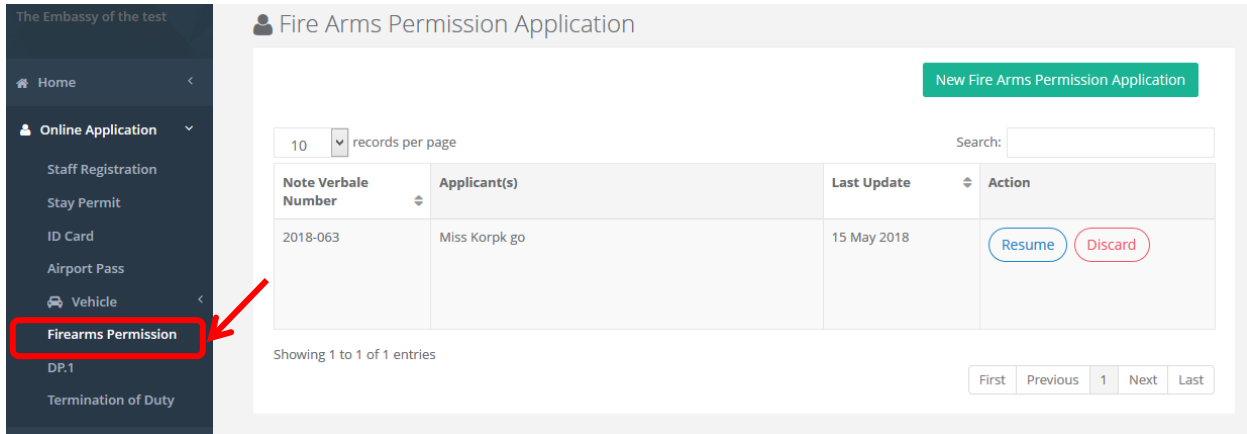 The Embassy of the test
Home
Online Application
Staff Registration
Stay Permit
ID Card
Airport Pass
Vehicle
Firearms Permission
DP.1
Termination of Duty
Fire Arms Permission Application
New Fire Arms Permission Application
10 records per page
Search:
Note Verbale Number
Applicant(s)
Last Update
Action
2018-063
Miss Korpk go
15 May 2018
Resume
Discard
Showing 1 to 1 of 1 entries
First Previous 1 Next Last